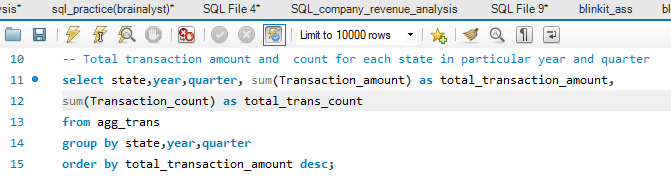 ysis* sql_practice(brainalyst)* SQL File 4* SQL_company_revenue_analysis SQL File 9* blinkit_ass
Limit to 10000 rows
10 -- Total transaction amount and  count for each state in particular year and quarter
11 select state,year,quarter, sum(Transaction_amount) as total_transaction_amount,
12 sum(Transaction_count) as total_trans_count
13 from agg_trans
14 group by state,year,quarter
15 order by total_transaction_amount desc;